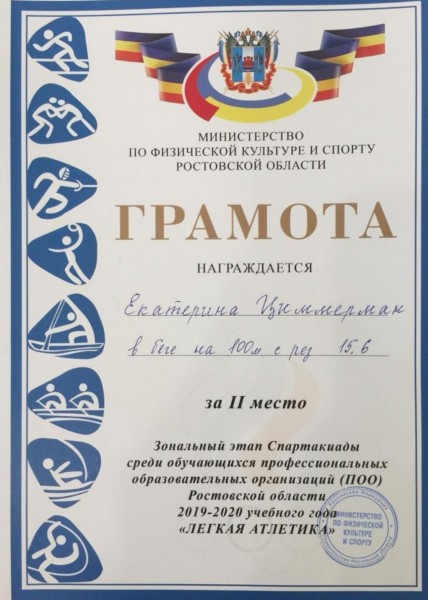 МИНИСТЕРСТВО
ПО ФИЗИЧЕСКОЙ КУЛЬТУРЕ И СПОРТУ
РОСТОВСКОЙ ОБЛАСТИ
ГРАМОТА
НАГРАЖДАЕТСЯ
Екатерина Циммерман
в беге на 100м с рез 15,6
за II место
Зональный этап Спартакиады
среди обучающихся профессиональных
образовательных организаций (ПОО)
Ростовской области
2019-2020 учебного года
«ЛЕГКАЯ АТЛЕТИКА»
МИНИСТЕРСТВО
ПО ФИЗИЧЕСКОЙ
КУЛЬТУРЕ
И СПОРТУ